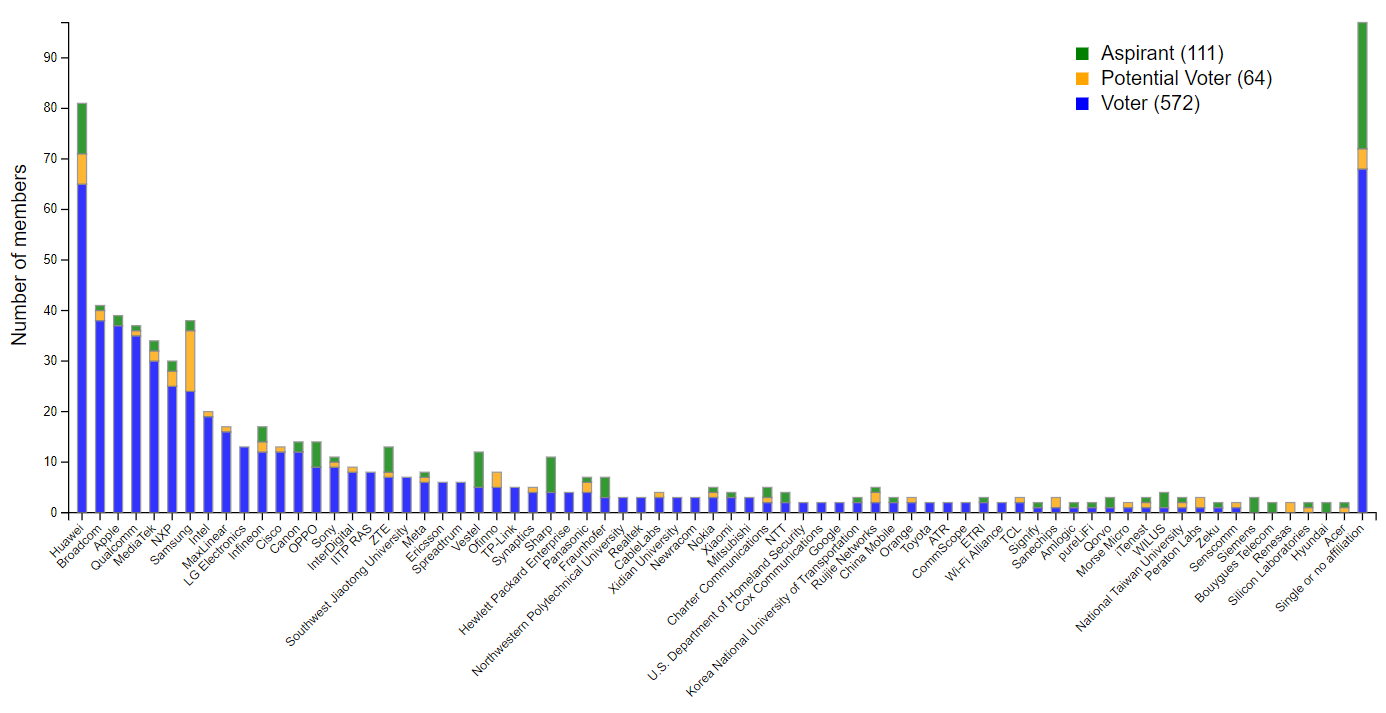 Number of members
90
80
70
60
50
40
30
20
10
0
Aspirant (111)
Potential Voter (64)
Voter (572)
Huawei
Broadcom
Apple
Qualcomm
MediaTek
NXP
Samsung
Intel
MaxLinear
LG Electronics
Infineon
Cisco
Canon
OPPO
Sony
InterDigital
IITP RAS
ZTE
Southwest Jiaotong University
Meta
Ericsson
Spreadtrum
Vestel
Ofinno
TP-Link
Synaptics
Sharp
Hewlett Packard Enterprise
Panasonic
Fraunhofer
Northwestern Polytechnical University
Realtek
CableLabs
Xidian University
Newracom
Nokia
Xiaomi
Mitsubishi
Charter Communications
NTT
U.S. Department of Homeland Security
Cox Communications
Google
Korea National University of Transportation
Ruijie Networks
China Mobile
Orange
Toyota
ATR
CommScope
ETRI
Wi-Fi Alliance
TCL
Signify
Sanechips
Amlogic
pureLiFi
Qorvo
Morse Micro
Tenest
WILUS
National Taiwan University
Peraton Labs
Zeku
Senscomm
Siemens
Bouygues Telecom
Renesas
Silicon Laboratories
Hyundai
Acer
Single or no affiliation